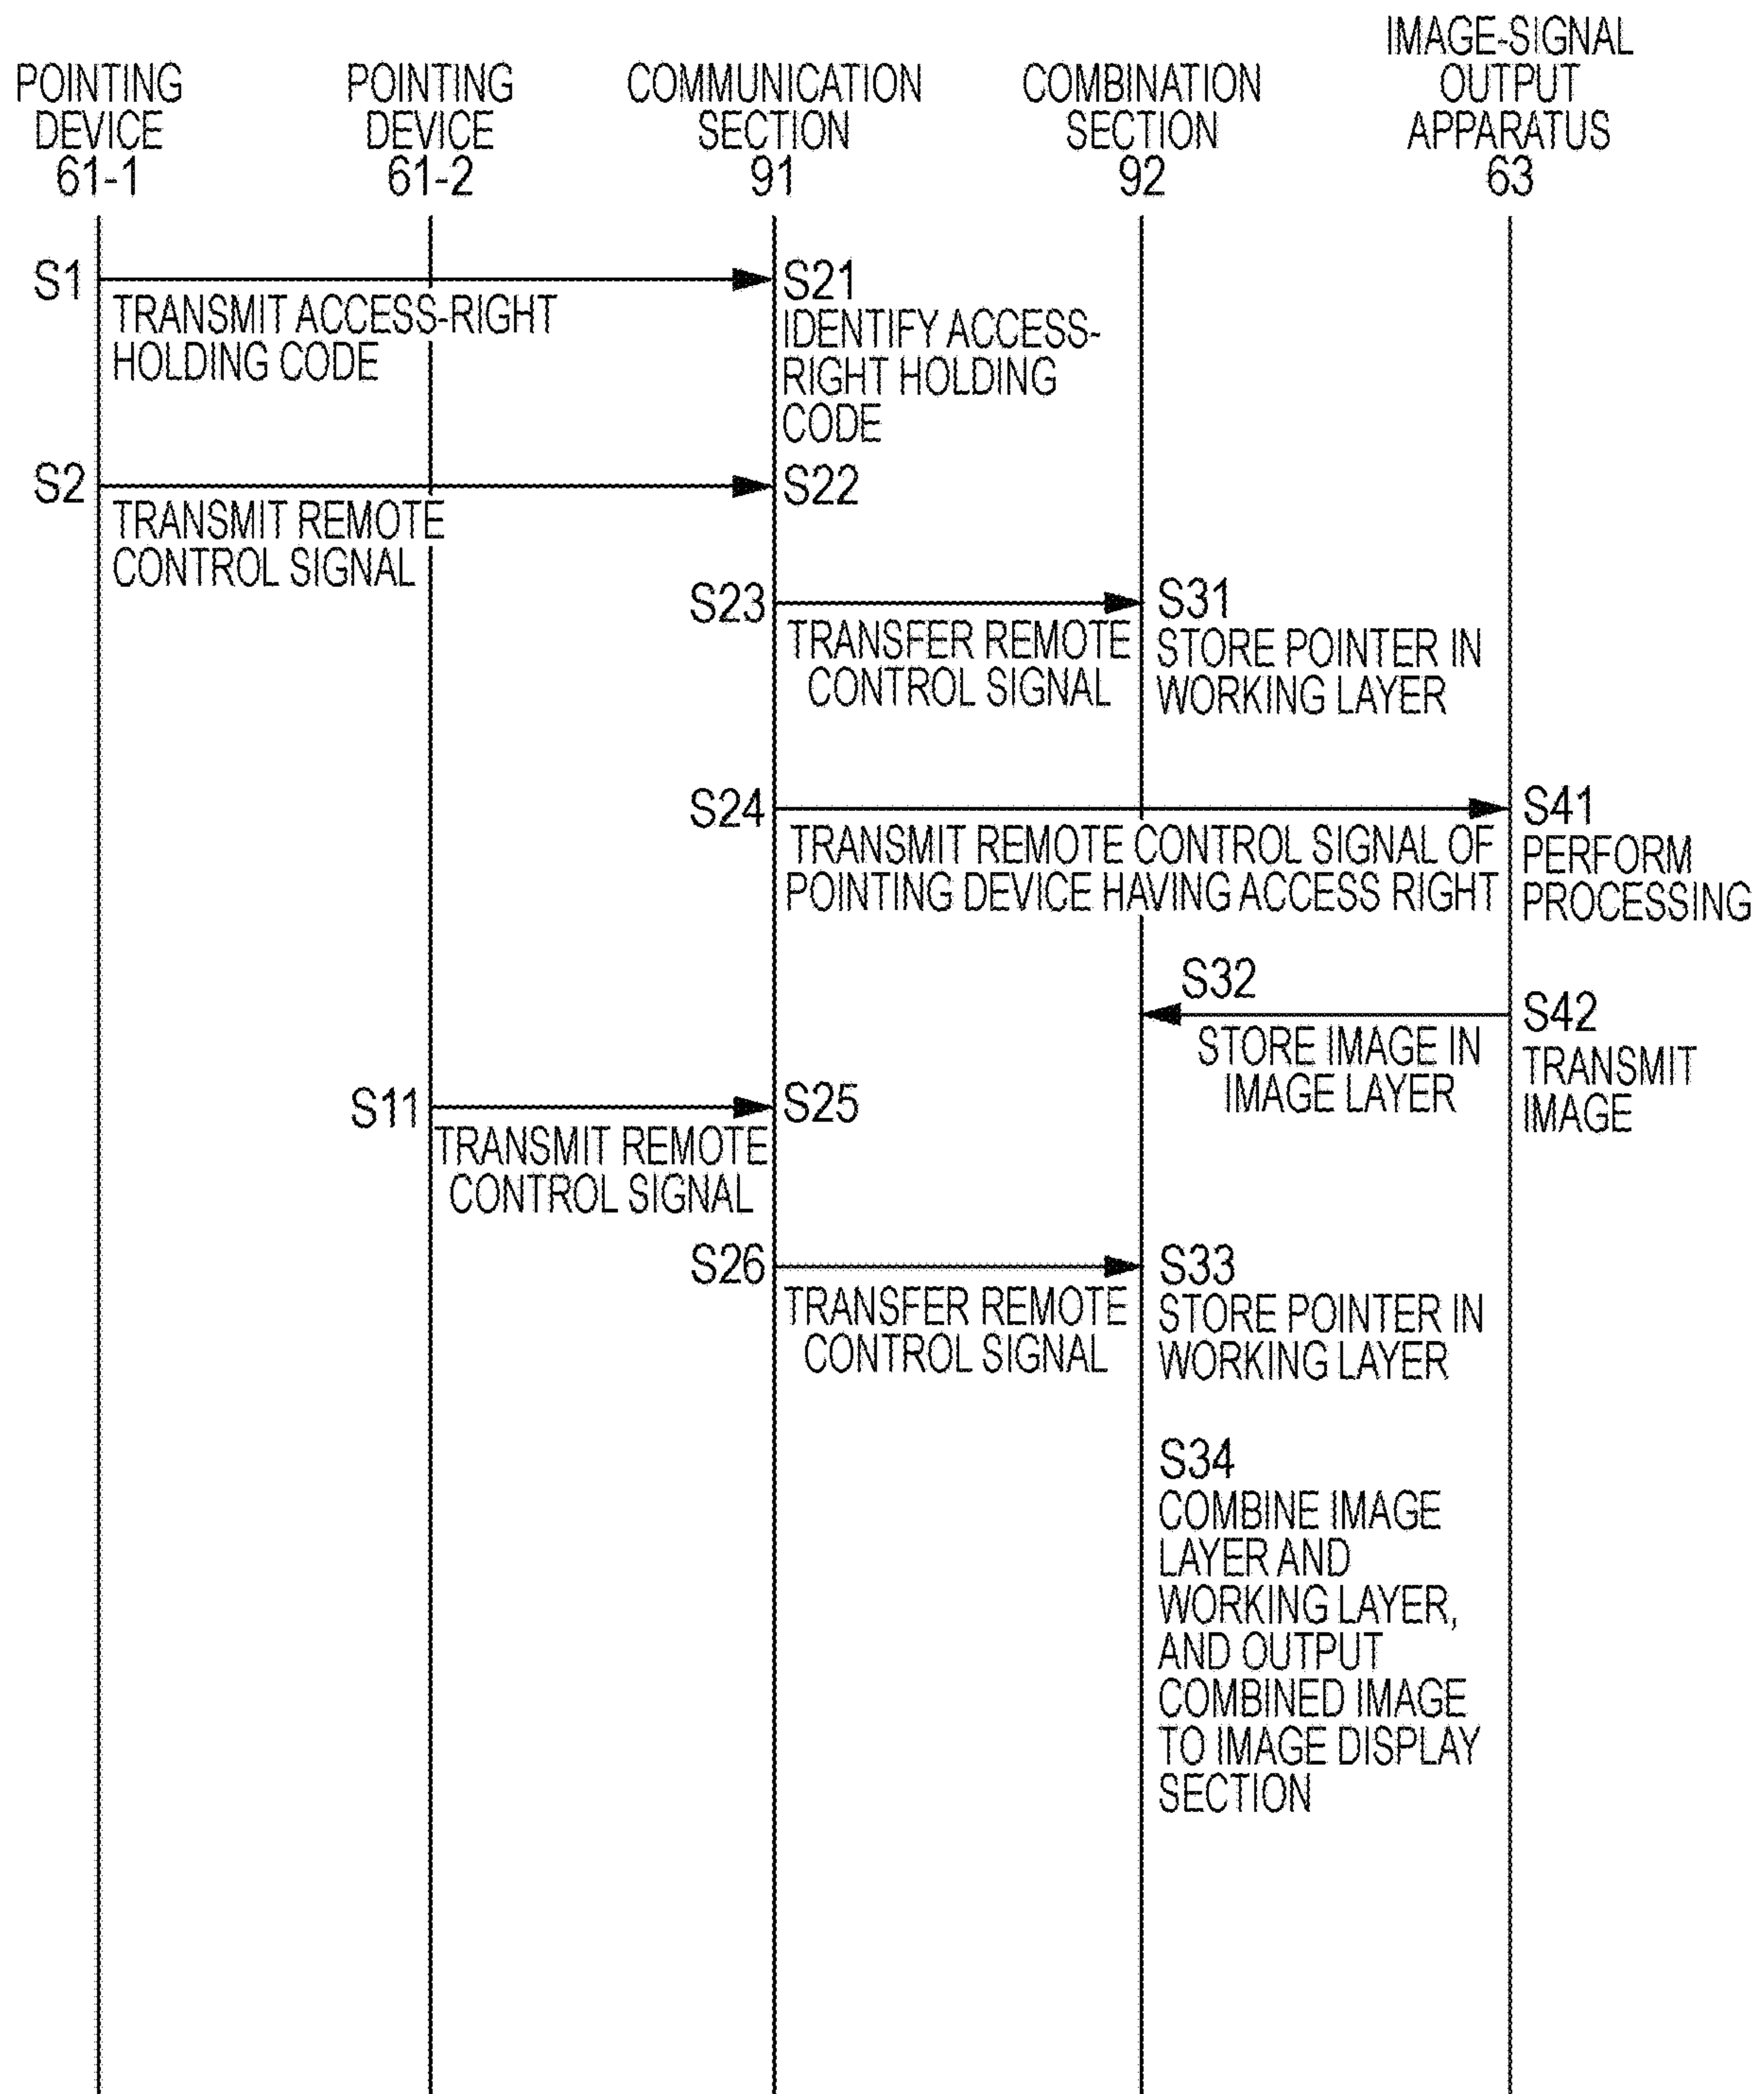 POINTING
DEVICE
61-1
POINTING
DEVICE
61-2
COMMUNICATION
SECTION
91
COMBINATION
SECTION
92
IMAGE-SIGNAL
OUTPUT
APPARATUS
63
S1
TRANSMIT ACCESS-RIGHT
HOLDING CODE
S21
IDENTIFY ACCESS-
RIGHT HOLDING
CODE
S2
TRANSMIT REMOTE
CONTROL SIGNAL
S22
S23
TRANSFER REMOTE
CONTROL SIGNAL
S31
STORE POINTER IN
WORKING LAYER
S24
TRANSMIT REMOTE CONTROL SIGNAL OF
POINTING DEVICE HAVING ACCESS RIGHT
S41
PERFORM
PROCESSING
S32
STORE IMAGE IN
IMAGE LAYER
S42
TRANSMIT
IMAGE
S11
TRANSMIT REMOTE
CONTROL SIGNAL
S25
S26
TRANSFER REMOTE
CONTROL SIGNAL
S33
STORE POINTER IN
WORKING LAYER
S34
COMBINE IMAGE
LAYER AND
WORKING LAYER,
AND OUTPUT
COMBINED IMAGE
TO IMAGE DISPLAY
SECTION